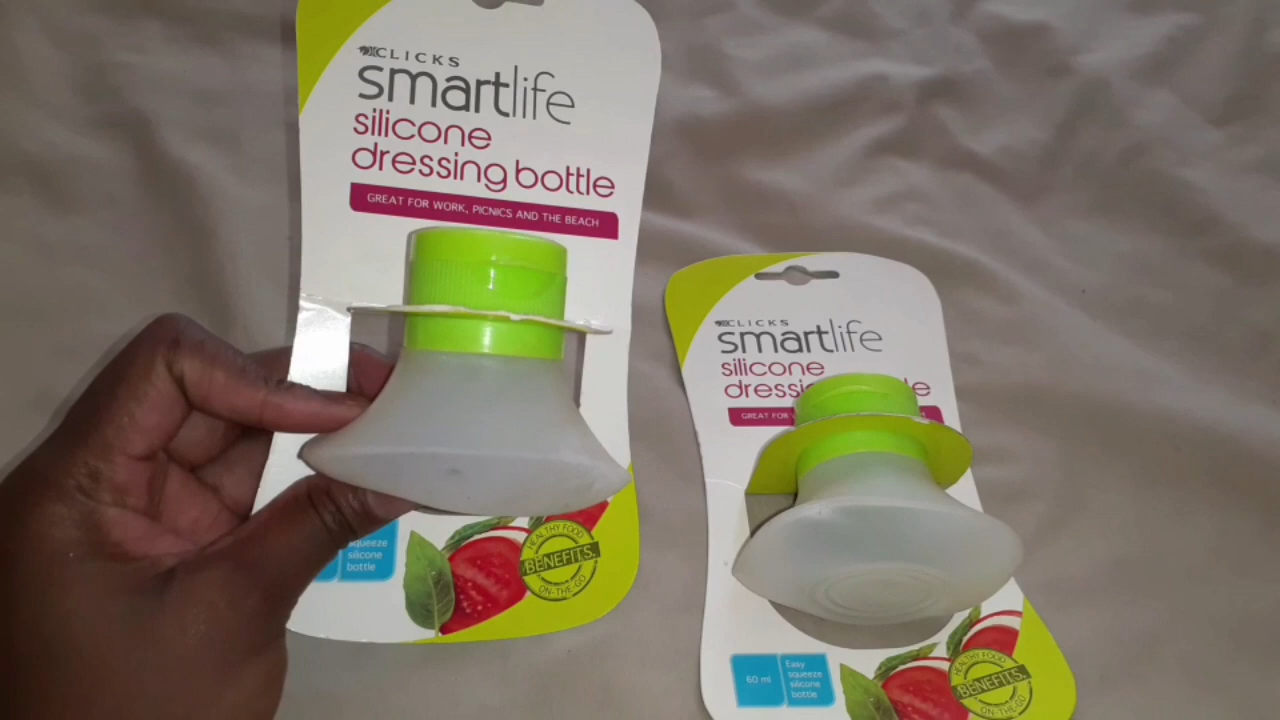 CLICKS
smartlife
silicone
dressing bottle
GREAT FOR WORK, PICNICS AND THE BEACH
squeeze
silicone
bottle
HEALTHY FOOD
BENEFITS.
ON-THE-GO
CLICKS
smartlife
silicone
GREAT FOR
60 ml
Easy
squeeze
silicone
bottle
HEALTHY FOOD
BENEFITS.
ON-THE-GO